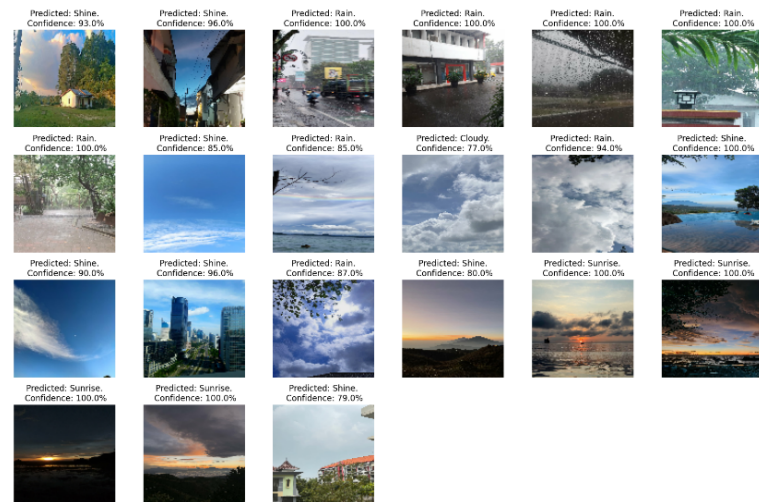 Predicted: Shine.
Confidence: 93.0%
Predicted: Shine.
Confidence: 96.0%
Predicted: Rain.
Confidence: 100.0%
Predicted: Rain.
Confidence: 100.0%
Predicted: Rain.
Confidence: 100.0%
Predicted: Rain.
Confidence: 100.0%
Predicted: Rain.
Confidence: 100.0%
Predicted: Shine.
Confidence: 85.0%
Predicted: Rain.
Confidence: 85.0%
Predicted: Cloudy.
Confidence: 77.0%
Predicted: Rain.
Confidence: 94.0%
Predicted: Shine.
Confidence: 100.0%
Predicted: Shine.
Confidence: 90.0%
Predicted: Shine.
Confidence: 96.0%
Predicted: Rain.
Confidence: 87.0%
Predicted: Shine.
Confidence: 80.0%
Predicted: Sunrise.
Confidence: 100.0%
Predicted: Sunrise.
Confidence: 100.0%
Predicted: Sunrise.
Confidence: 100.0%
Predicted: Sunrise.
Confidence: 100.0%
Predicted: Shine.
Confidence: 79.0%